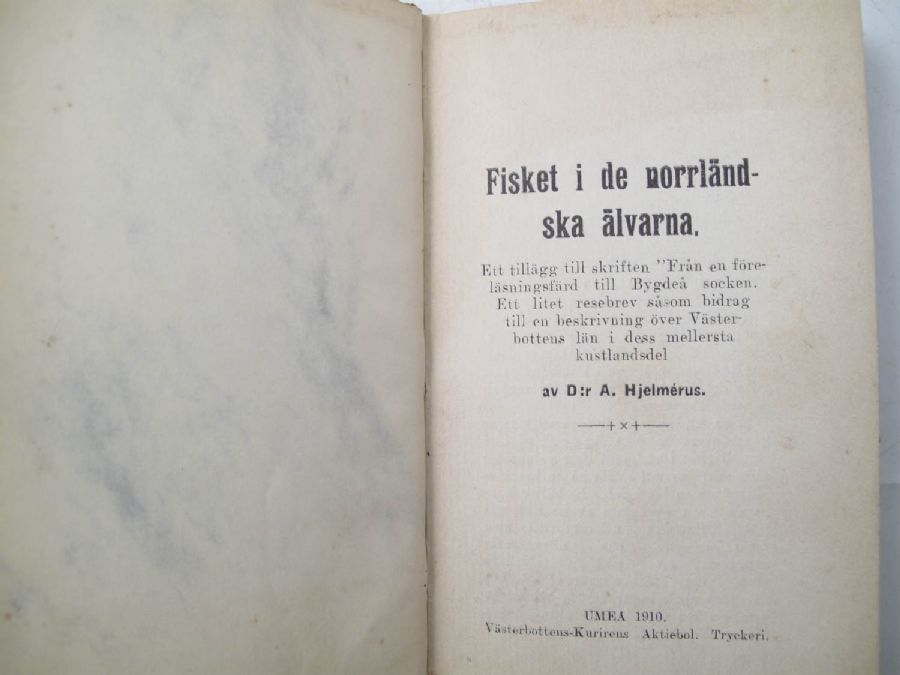 Fisket i de norrländ-
ska älvarna.
Ett tillägg till skriften "Från en före-
läsningsfärd till Bygdeå socken.
Ett litet resebrev såsom bidrag
till en beskrivning över Väster-
bottens län i dess mellersta
kustlandsdel
av D:r A. Hjelmérus.
UMEÅ 1910.
Västerbottens-Kurirens Aktiebol. Tryckeri.